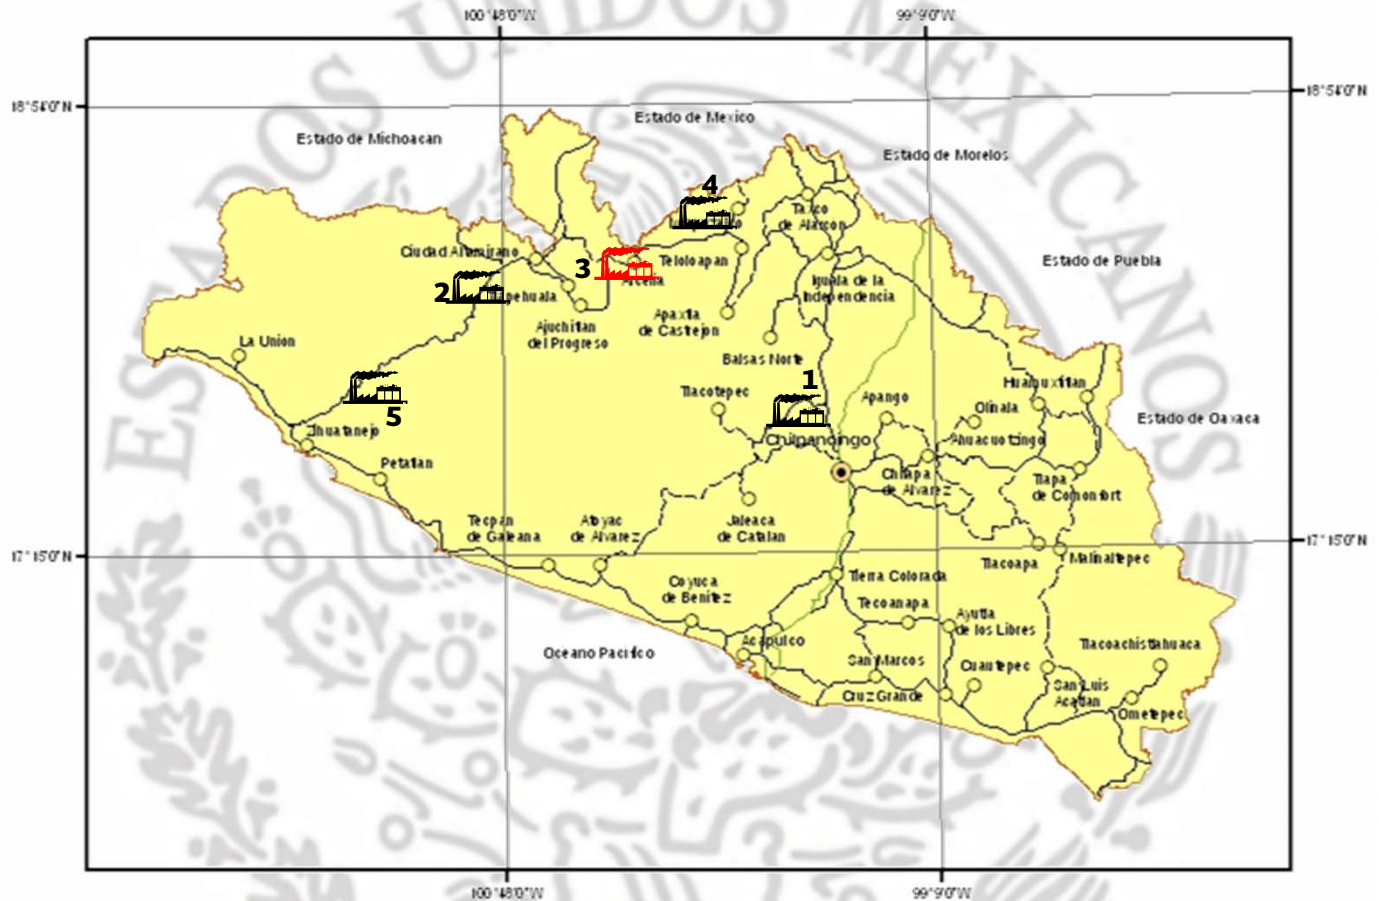 100°48'0"W
99°9'0"W
ESTADOS UNIDOS MEXICANOS
18°54'0"N
18°54'0"N
Estado de Mexico
Estado de Michoacan
Estado de Morelos
4
Taxco
de Alarcon
Ciudad Altamirano
3
Teloloapan
Arcelia
Estado de Puebla
2
Iguala de la
Independencia
Ajuchitlan
del Progreso
Apaxtla
de Castrejon
La Union
Balsas Norte
Tlacotepec
1
Apango
Huamuxtitlan
Olinala
5
Estado de Oaxaca
Zihuatanejo
Chilpancingo
Ahuacuotzingo
Petatlan
Chilapa
de Alvarez
Tlapa
de Comonfort
Tecpan
de Galeana
Atoyac
de Alvarez
Jaleaca
de Catalan
17°15'0"N
17°15'0"N
Tlacoapa
Malinaltepec
Coyuca
de Benitez
Tierra Colorada
Tecoanapa
Ayutla
de los Libres
Acapulco
Oceano Pacifico
San Marcos
Cuautepec
Tlacoachistlahuaca
Cruz Grande
San Luis
Acatlan
Ometepec
100°48'0"W
99°9'0"W